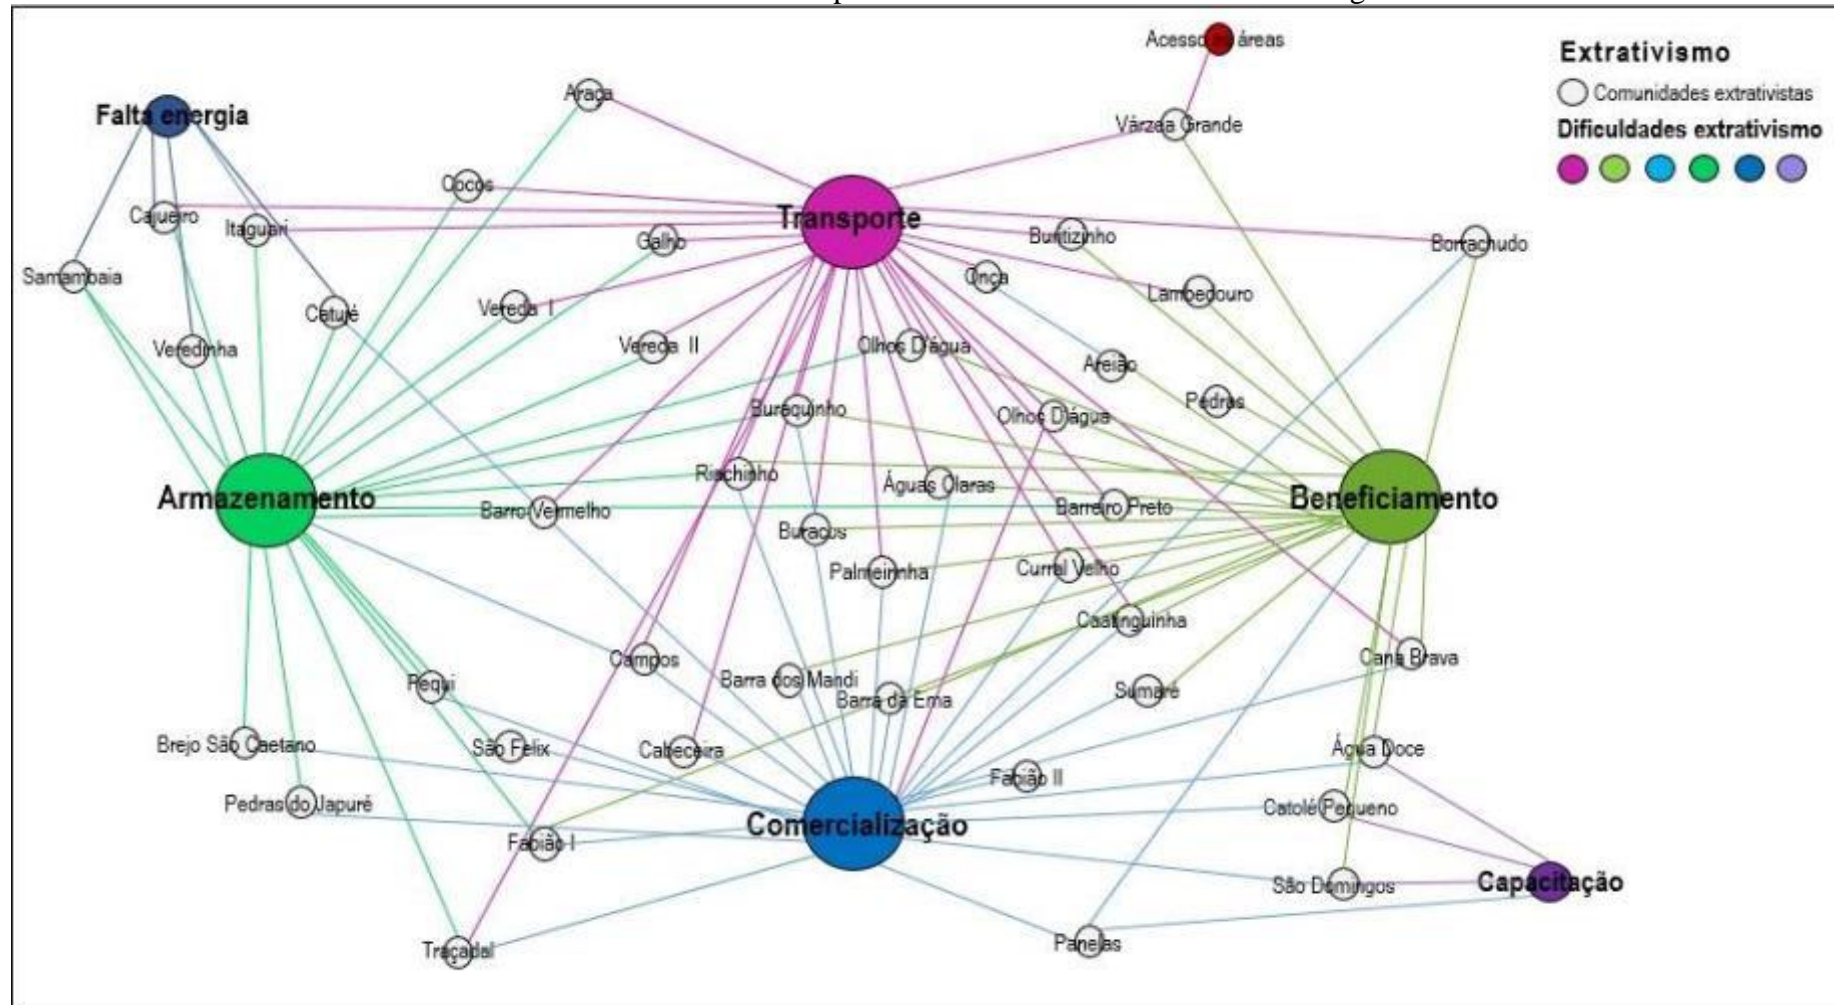 Acesso áreas
Extrativismo
Comunidades extrativistas
Dificuldades extrativismo
Falta energia
Araça
Várzea Grande
Cocos
Cajueiro
Itaguari
Transporte
Galho
Buritizinho
Borrachudo
Samambaia
Onça
Lambedouro
Vereda I
Catulé
Veredinha
Vereda II
Olhos D'água
Areião
Pedras
Buraquinho
Olhos D'água
Riachinho
Águas Claras
Armazenamento
Barro Vermelho
Barreiro Preto
Beneficiamento
Buracos
Palmeirinha
Curral Velho
Caatinguinha
Campos
Cana Brava
Pequi
Barra dos Mandi
Barra da Ema
Sumaré
Brejo São Caetano
São Felix
Cabeceira
Água Doce
Fabião II
Pedras do Japuré
Catolé Pequeno
Comercialização
Fabião I
São Domingos
Capacitação
Traçadal
Panelas